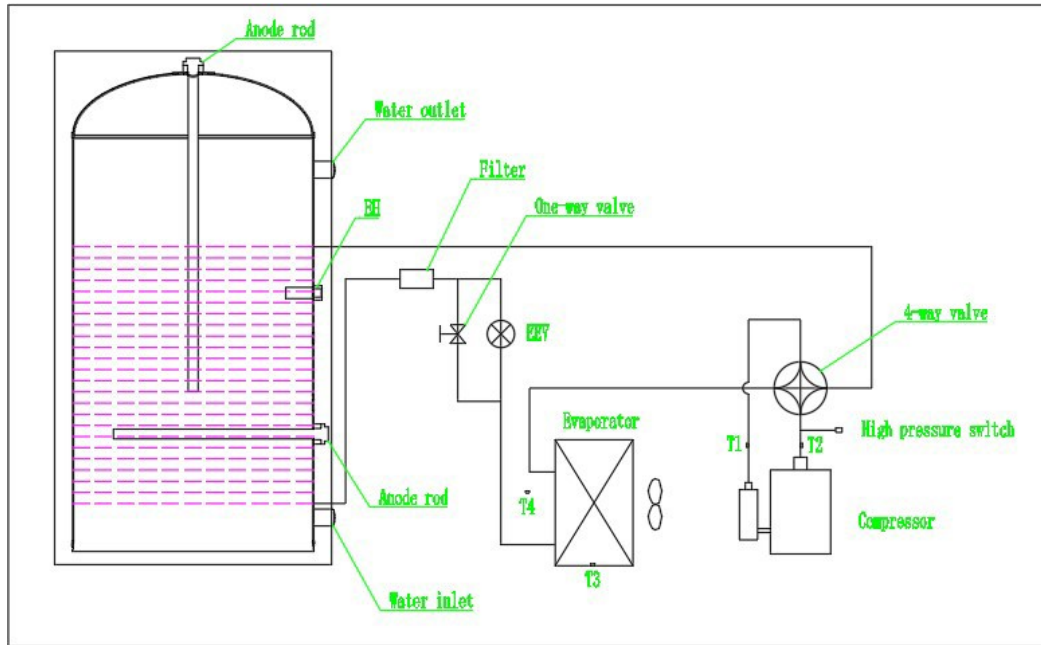 Anode rod
Water outlet
Filter
BH
One-way valve
EEV
4-way valve
Evaporator
High pressure switch
T1
T2
T4
Anode rod
Compressor
T3
Water inlet